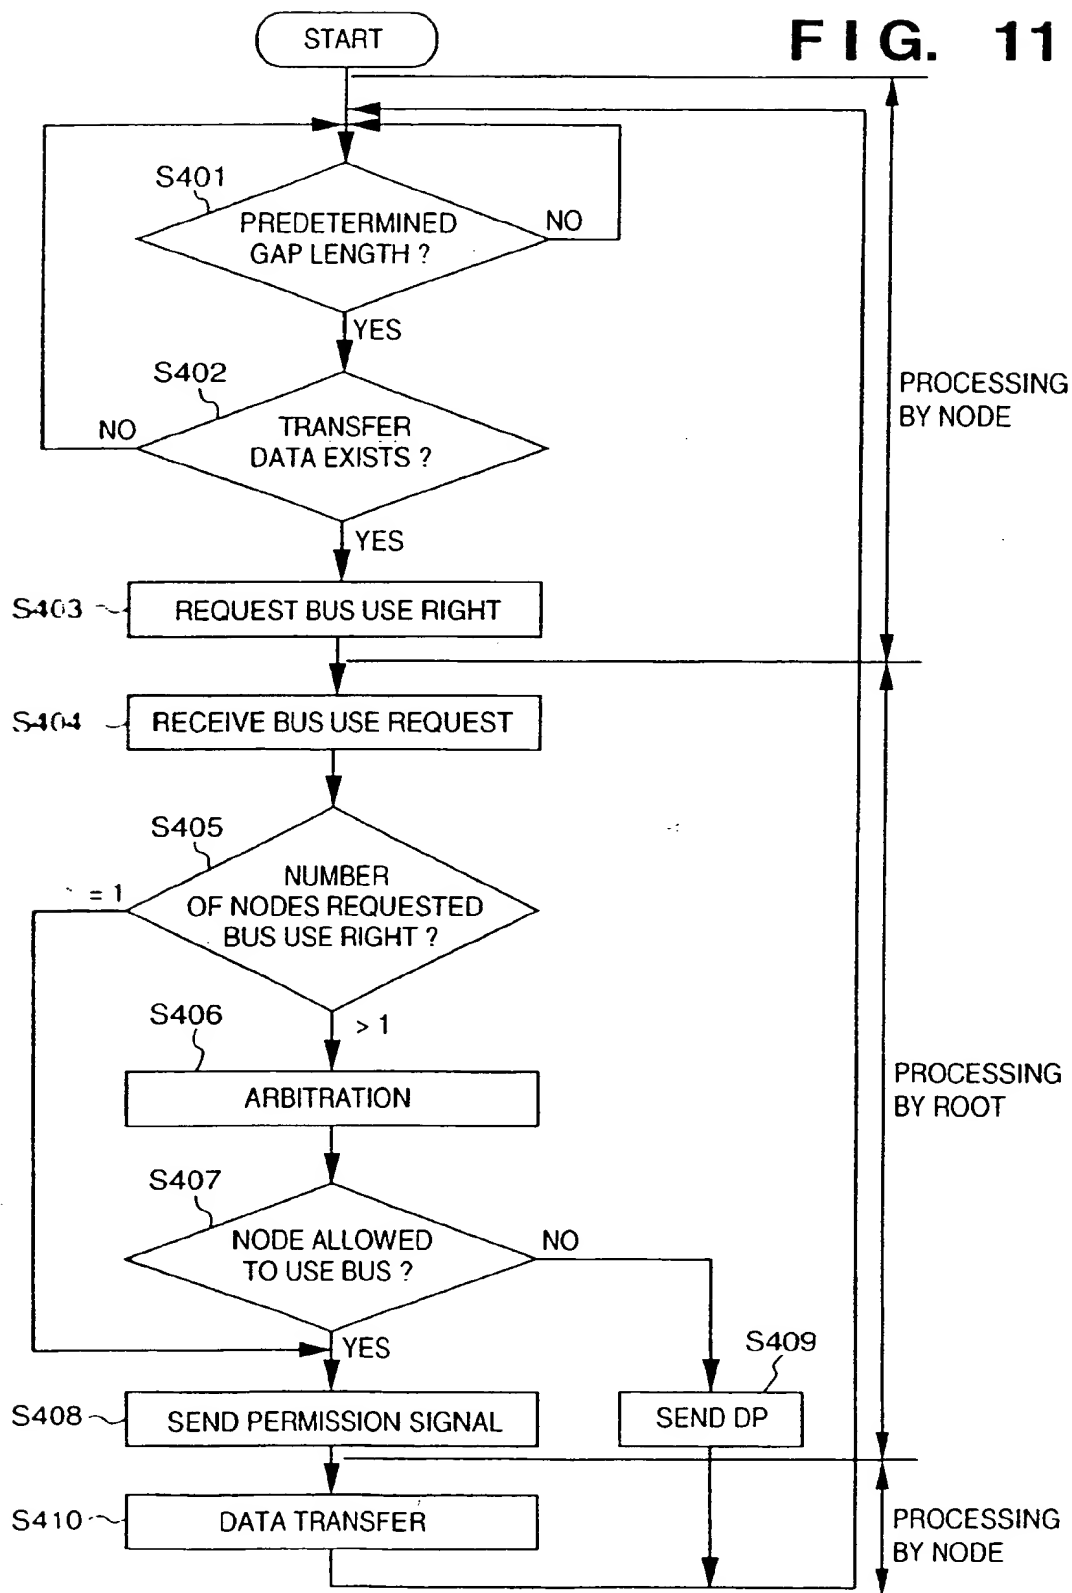 START
FIG. 11
S401
PREDETERMINED
GAP LENGTH ?
NO
YES
S402
TRANSFER
DATA EXISTS ?
NO
PROCESSING
BY NODE
YES
S403
REQUEST BUS USE RIGHT
S404
RECEIVE BUS USE REQUEST
S405
NUMBER
OF NODES REQUESTED
BUS USE RIGHT ?
= 1
> 1
S406
ARBITRATION
PROCESSING
BY ROOT
S407
NODE ALLOWED
TO USE BUS ?
NO
YES
S409
S408
SEND PERMISSION SIGNAL
SEND DP
S410
DATA TRANSFER
PROCESSING
BY NODE